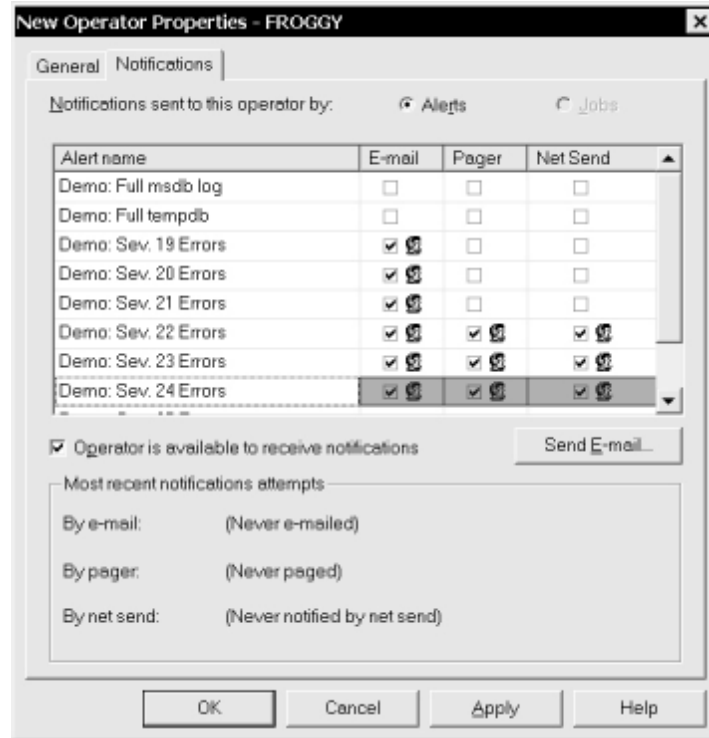 New Operator Properties - FROGGY
General Notifications
Notifications sent to this operator by: Alerts Jobs
Alert name E-mail Pager Net Send
Demo: Full msdb log
Demo: Full tempdb
Demo: Sev. 19 Errors
Demo: Sev. 20 Errors
Demo: Sev. 21 Errors
Demo: Sev. 22 Errors
Demo: Sev. 23 Errors
Demo: Sev. 24 Errors
Operator is available to receive notifications Send E-mail...
Most recent notifications attempts
By e-mail: (Never e-mailed)
By pager: (Never paged)
By net send: (Never notified by net send)
OK Cancel Apply Help